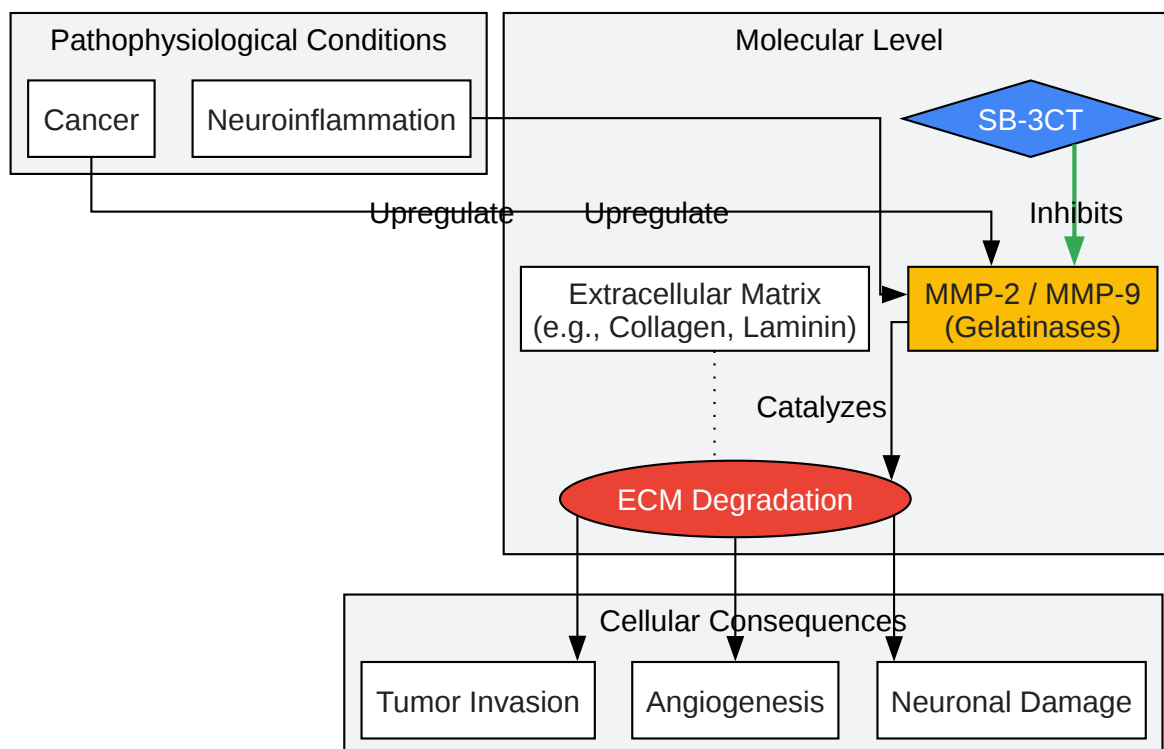 Pathophysiological Conditions
Molecular Level
Cancer
Neuroinflammation
SB-3CT
Upregulate
Upregulate
Inhibits
Extracellular Matrix
(e.g., Collagen, Laminin)
MMP-2 / MMP-9
(Gelatinases)
Catalyzes
ECM Degradation
Cellular Consequences
Tumor Invasion
Angiogenesis
Neuronal Damage